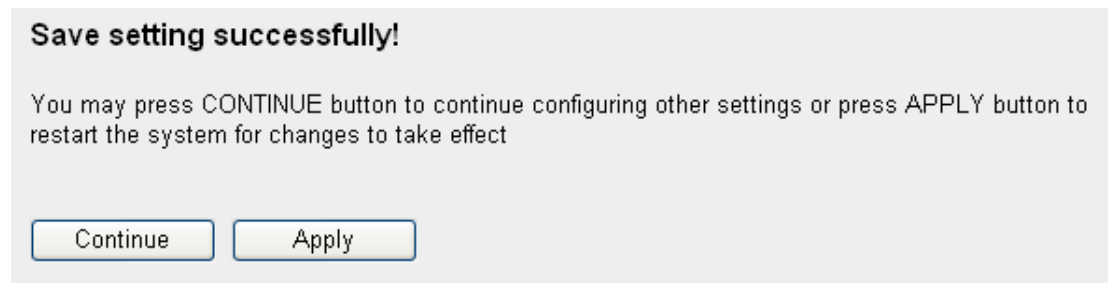 Save setting successfully!
You may press CONTINUE button to continue configuring other settings or press APPLY button to
restart the system for changes to take effect
Continue Apply